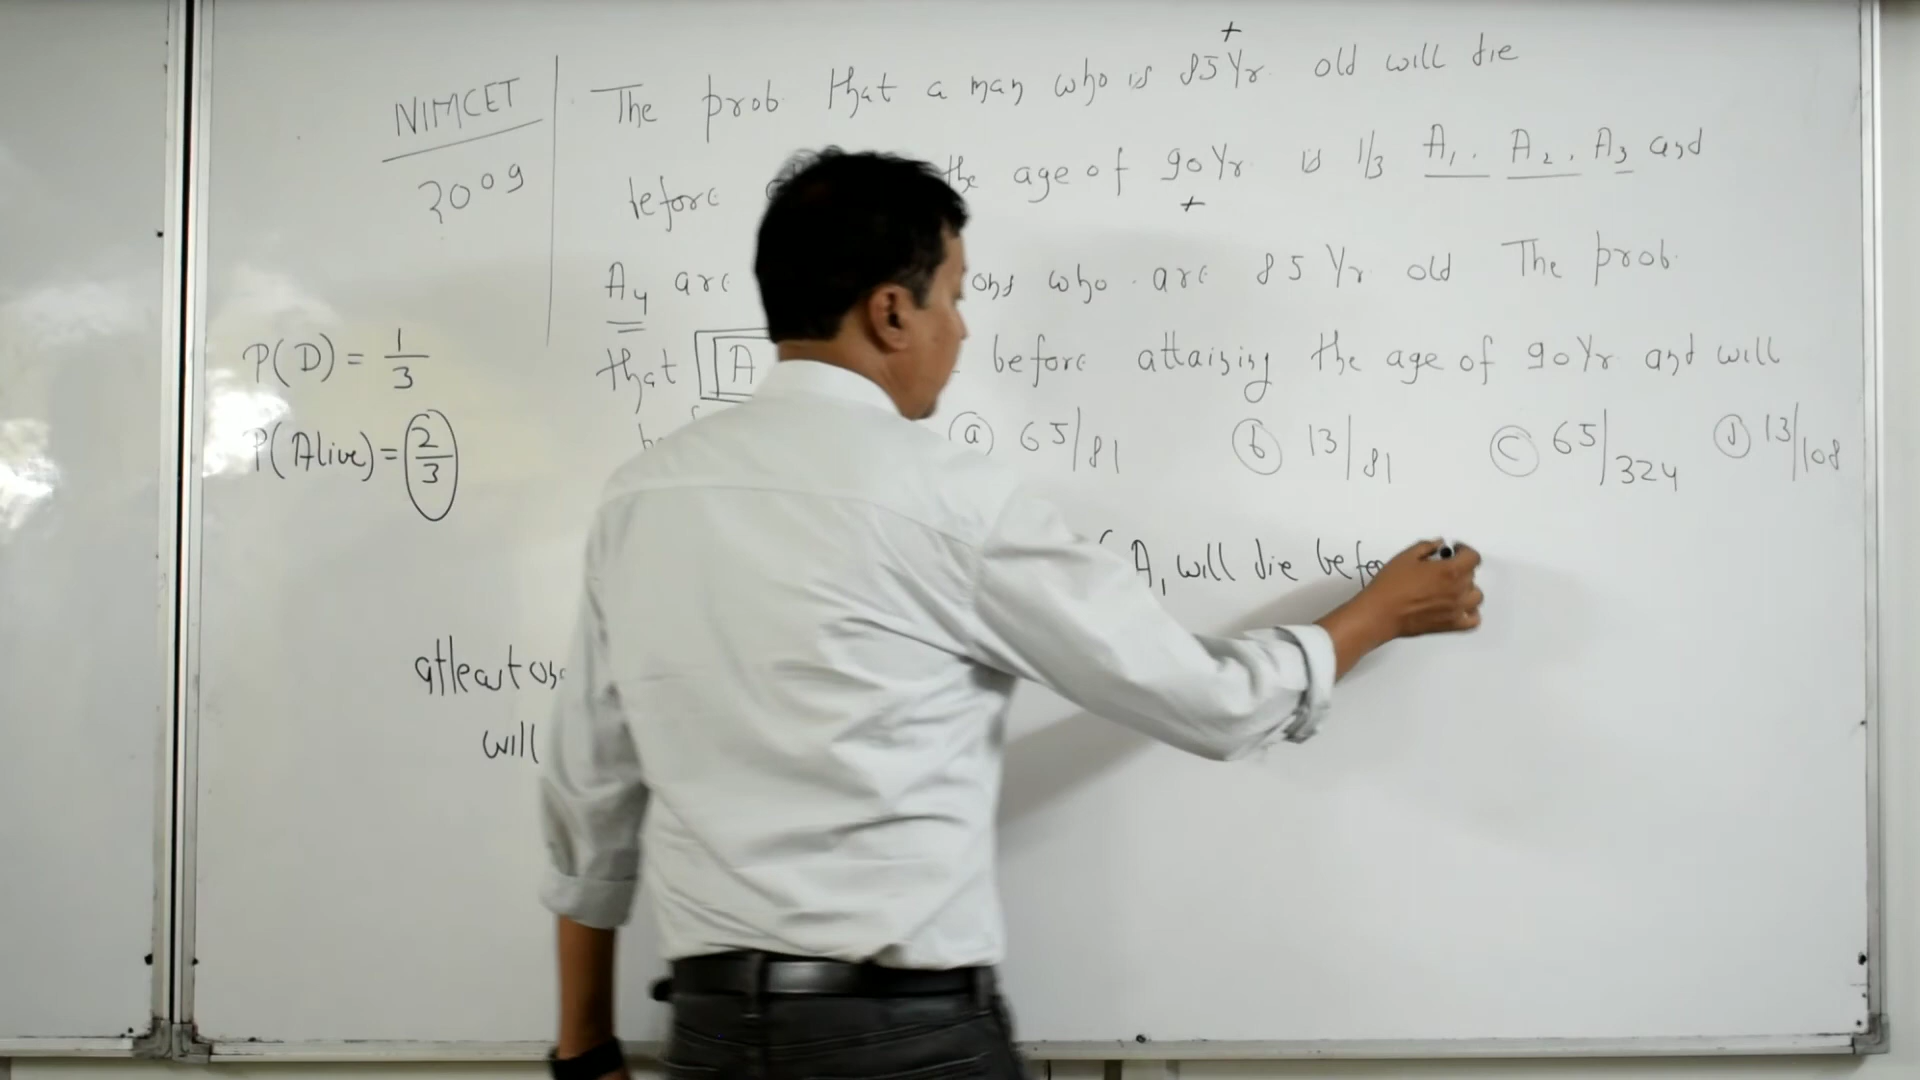 NIMCET
2009
The prob that a man who is 85 Yr old will die
before the age of 90 Yr is 1/3 A1, A2, A3 and
A4 are who are 85 Yr old The prob
that A before attaining the age of 90 Yr and will
(a) 65/81 (b) 13/81 (c) 65/324 (d) 13/108
P(D) = 1/3
P(Alive) = 2/3
A1 will die before
atleast one
will